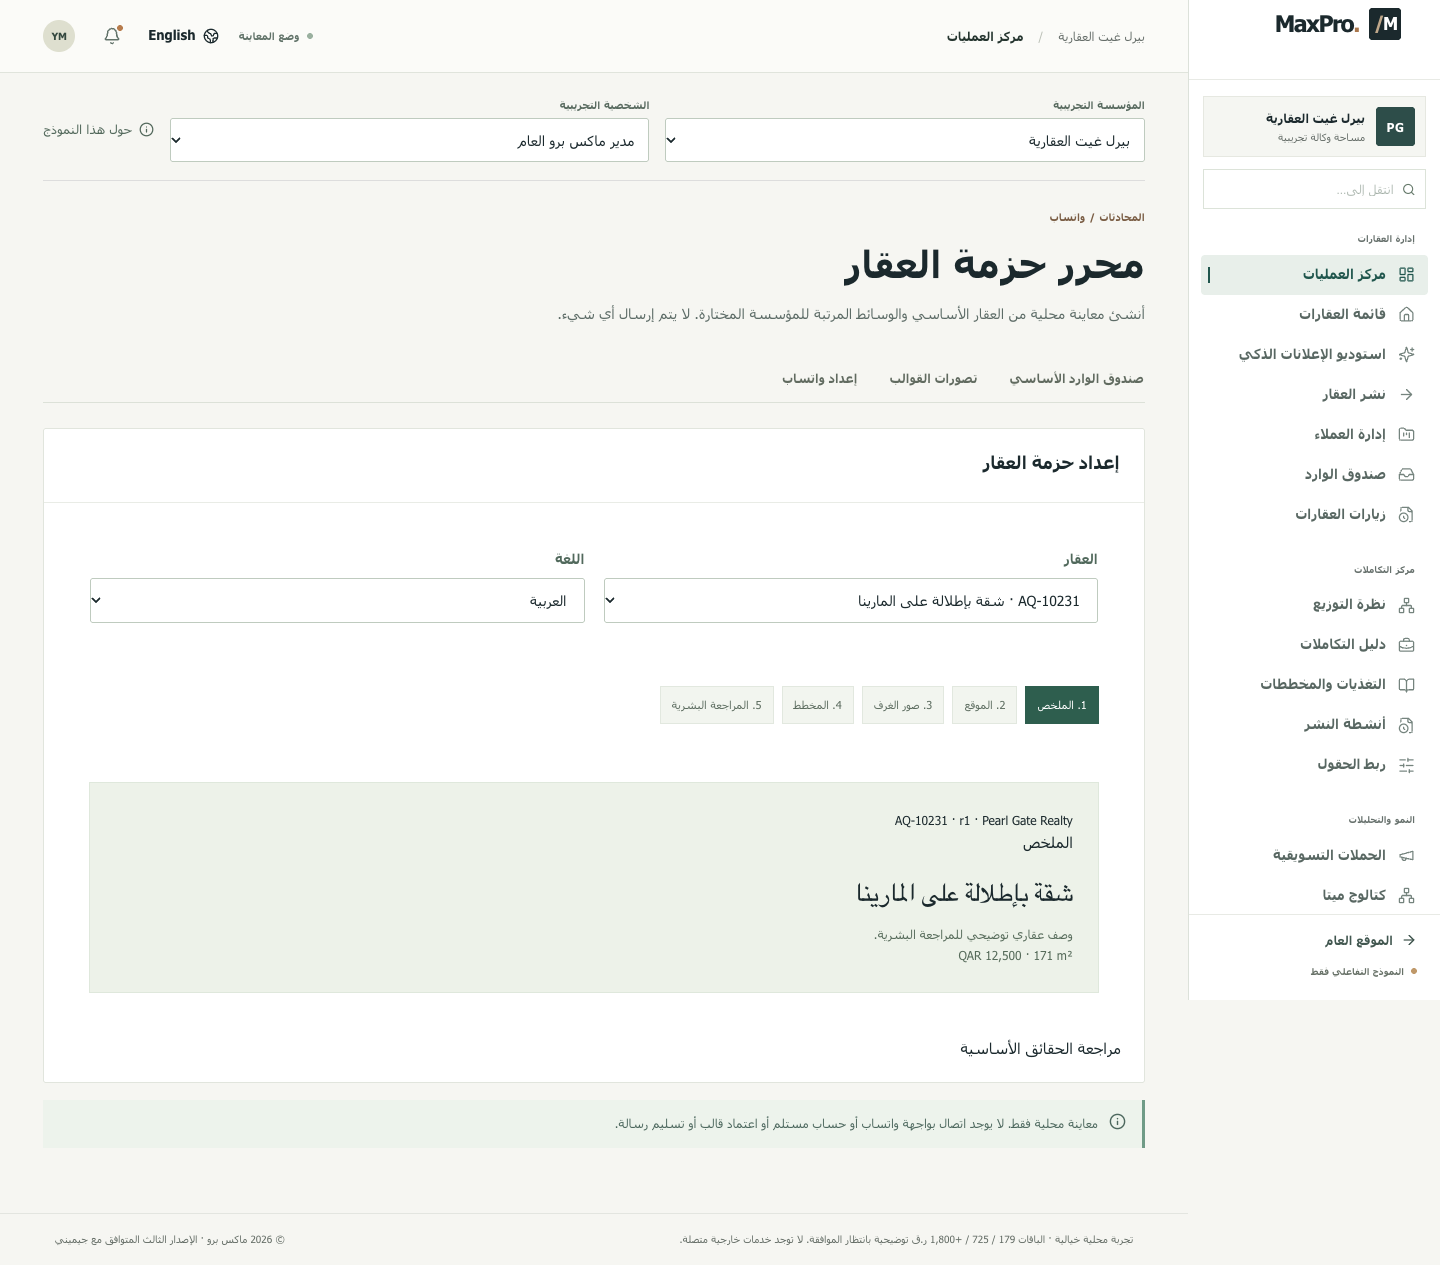 MaxPro.
/M
بيرل غيت العقارية
مساحة وكالة تجريبية
PG
انتقل إلى...
إدارة العقارات
مركز العمليات
قائمة العقارات
استوديو الإعلانات الذكي
نشر العقار
إدارة العملاء
صندوق الوارد
زيارات العقارات
مركز التكاملات
نظرة التوزيع
دليل التكاملات
التغذيات والمخططات
أنشطة النشر
ربط الحقول
النمو والتحليلات
الحملات التسويقية
كتالوج ميتا
الموقع العام
النموذج التفاعلي فقط
بيرل غيت العقارية / مركز العمليات
وضع المعاينة
English
YM
المؤسسة التجريبية
بيرل غيت العقارية
الشخصية التجريبية
مدير ماكس برو العام
حول هذا النموذج
المحادثات / واتساب
محرر حزمة العقار
أنشئ معاينة محلية من العقار الأساسي والوسائط المرتبة للمؤسسة المختارة. لا يتم إرسال أي شيء.
صندوق الوارد الأساسي
تصورات القوالب
إعداد واتساب
إعداد حزمة العقار
العقار
AQ-10231 · شقة بإطلالة على المارينا
اللغة
العربية
1. الملخص
2. الموقع
3. صور الغرف
4. المخطط
5. المراجعة البشرية
AQ-10231 · r1 · Pearl Gate Realty
الملخص
شقة بإطلالة على المارينا
وصف عقاري توضيحي للمراجعة البشرية.
QAR 12,500 · 171 m²
مراجعة الحقائق الأساسية
معاينة محلية فقط. لا يوجد اتصال بواجهة واتساب أو حساب مستلم أو اعتماد قالب أو تسليم رسالة.
تجربة محلية خيالية · الباقات 179 / 725 / +1,800 ر.ق توضيحية بانتظار الموافقة. لا توجد خدمات خارجية متصلة.
© 2026 ماكس برو · الإصدار الثالث المتوافق مع جيميني